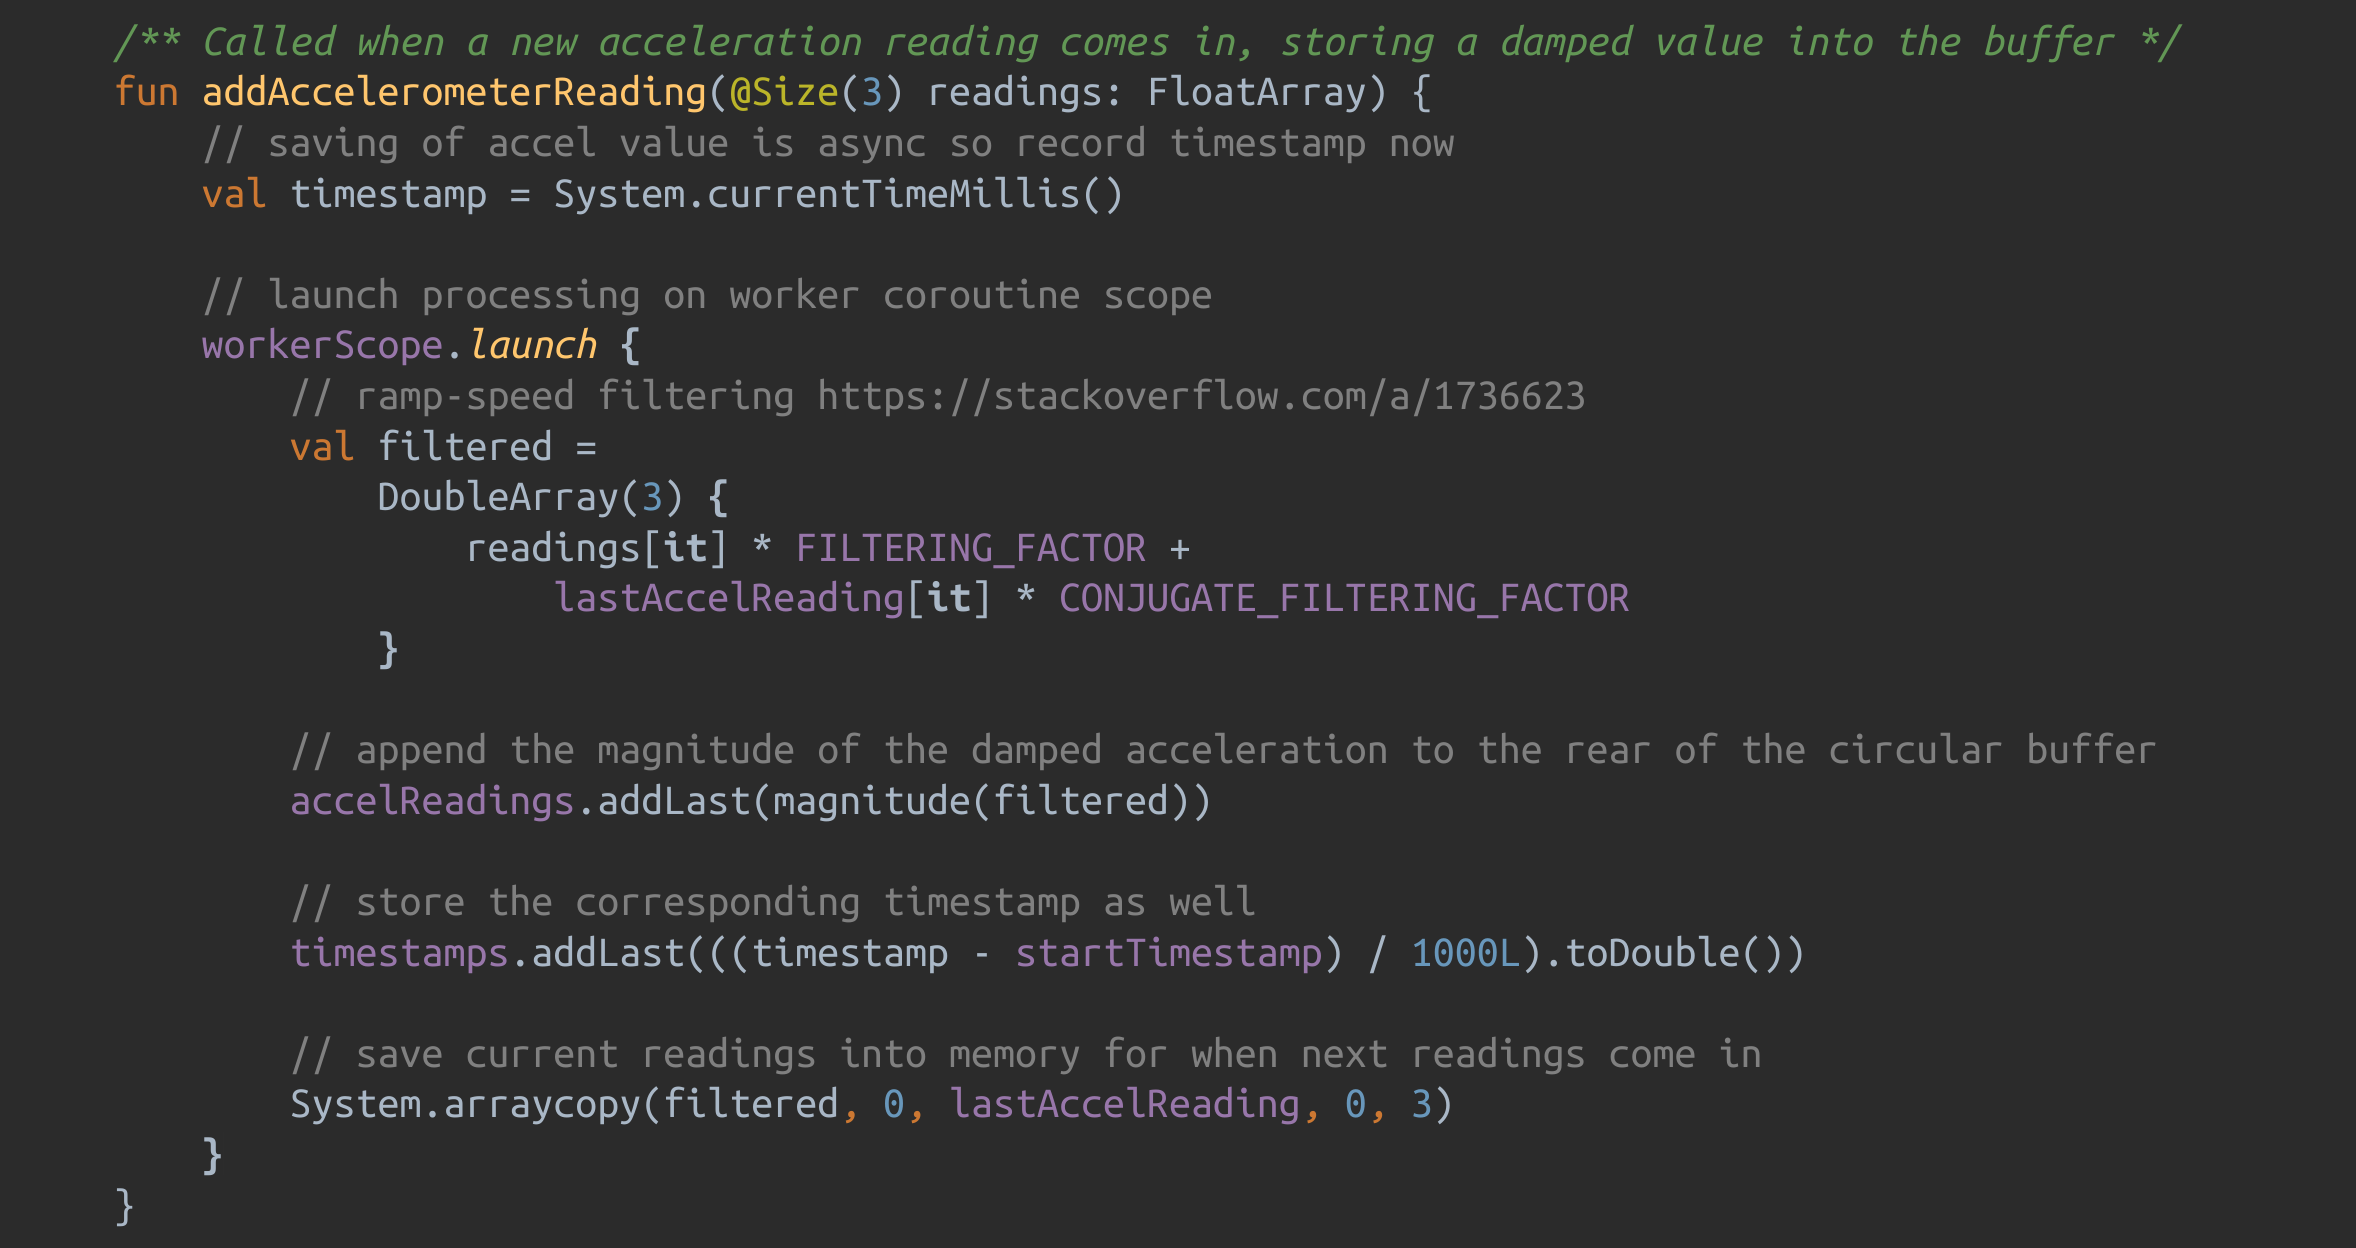 /** Called when a new acceleration reading comes in, storing a damped value into the buffer */
fun addAccelerometerReading(@Size(3) readings: FloatArray) {
    // saving of accel value is async so record timestamp now
    val timestamp = System.currentTimeMillis()

    // launch processing on worker coroutine scope
    workerScope.launch {
        // ramp-speed filtering https://stackoverflow.com/a/1736623
        val filtered =
            DoubleArray(3) {
                readings[it] * FILTERING_FACTOR +
                    lastAccelReading[it] * CONJUGATE_FILTERING_FACTOR
            }

        // append the magnitude of the damped acceleration to the rear of the circular buffer
        accelReadings.addLast(magnitude(filtered))

        // store the corresponding timestamp as well
        timestamps.addLast(((timestamp - startTimestamp) / 1000L).toDouble())

        // save current readings into memory for when next readings come in
        System.arraycopy(filtered, 0, lastAccelReading, 0, 3)
    }
}